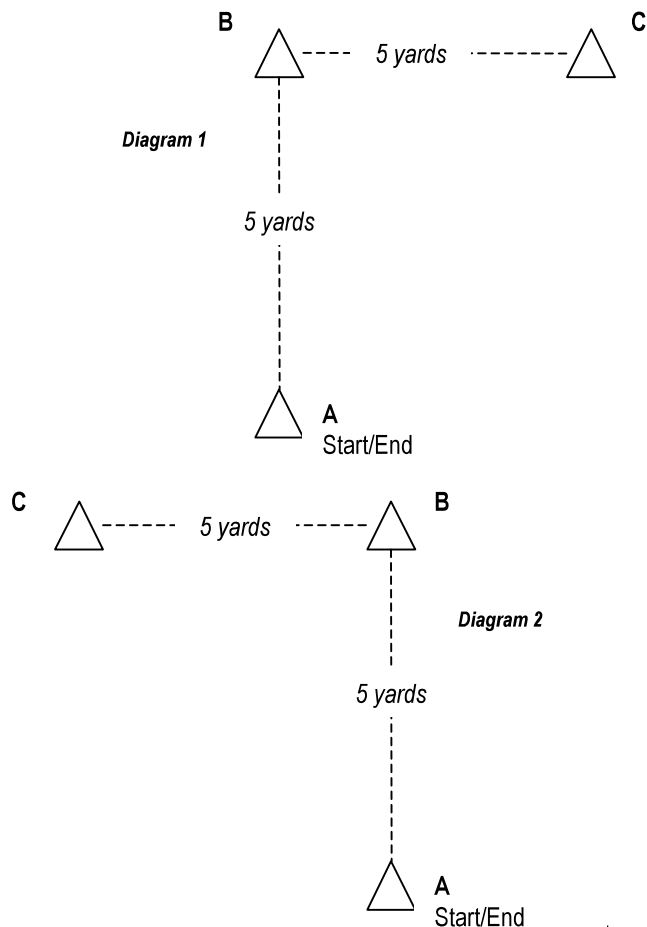 B
5 yards
C
Diagram 1
5 yards
A
Start/End
C
5 yards
B
Diagram 2
5 yards
A
Start/End